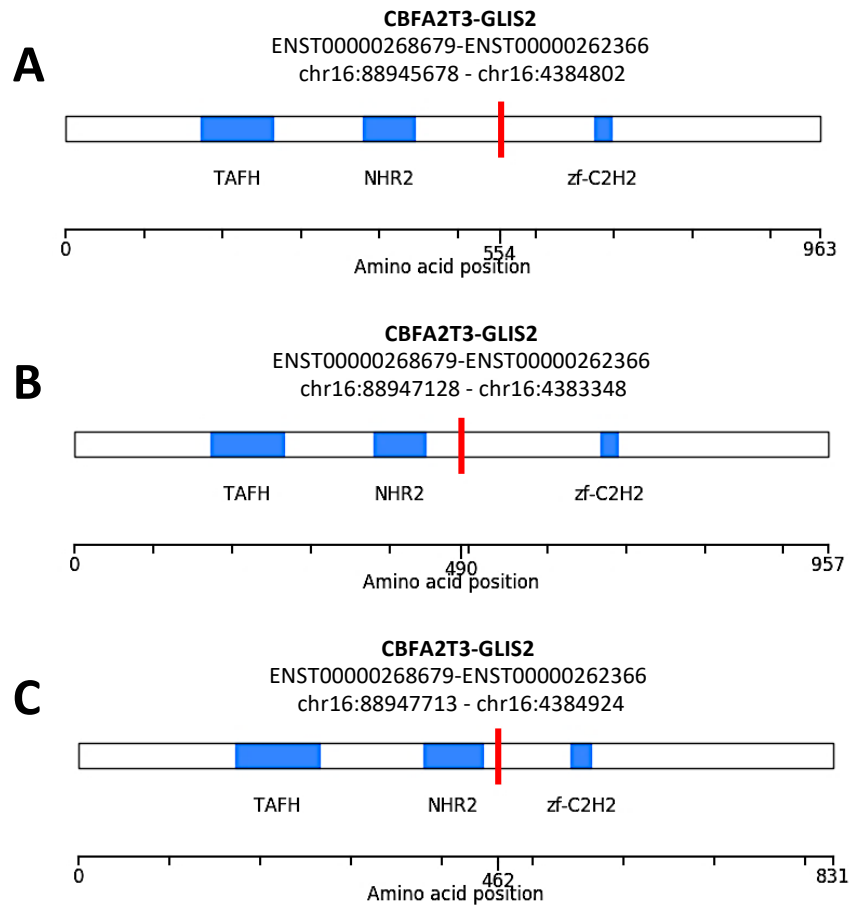 A
CBFA2T3-GLIS2
ENST00000268679-ENST00000262366
chr16:88945678 - chr16:4384802
TAFH NHR2 zf-C2H2
0 554 963
Amino acid position
B
CBFA2T3-GLIS2
ENST00000268679-ENST00000262366
chr16:88947128 - chr16:4383348
TAFH NHR2 zf-C2H2
0 490 957
Amino acid position
C
CBFA2T3-GLIS2
ENST00000268679-ENST00000262366
chr16:88947713 - chr16:4384924
TAFH NHR2 zf-C2H2
0 462 831
Amino acid position